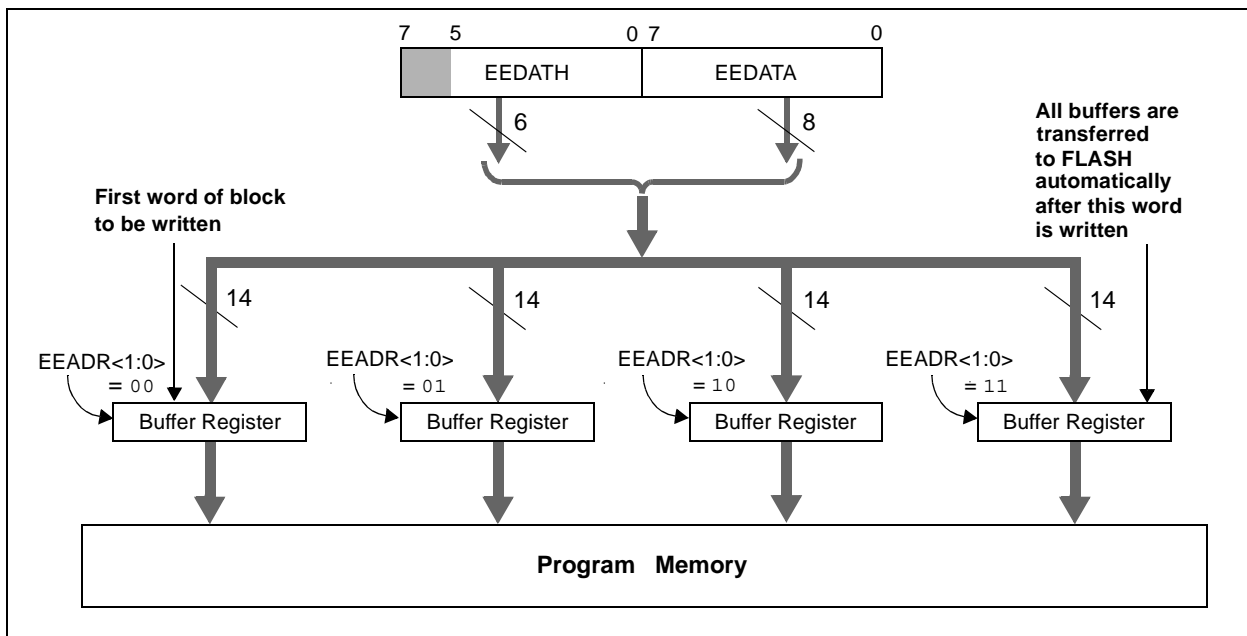 7 5 0 7 0
EEDATH EEDATA
6 8
First word of block
to be written
All buffers are
transferred
to FLASH
automatically
after this word
is written
14 14 14 14
EEADR<1:0>
= 00
EEADR<1:0>
= 01
EEADR<1:0>
= 10
EEADR<1:0>
= 11
Buffer Register Buffer Register Buffer Register Buffer Register
Program Memory